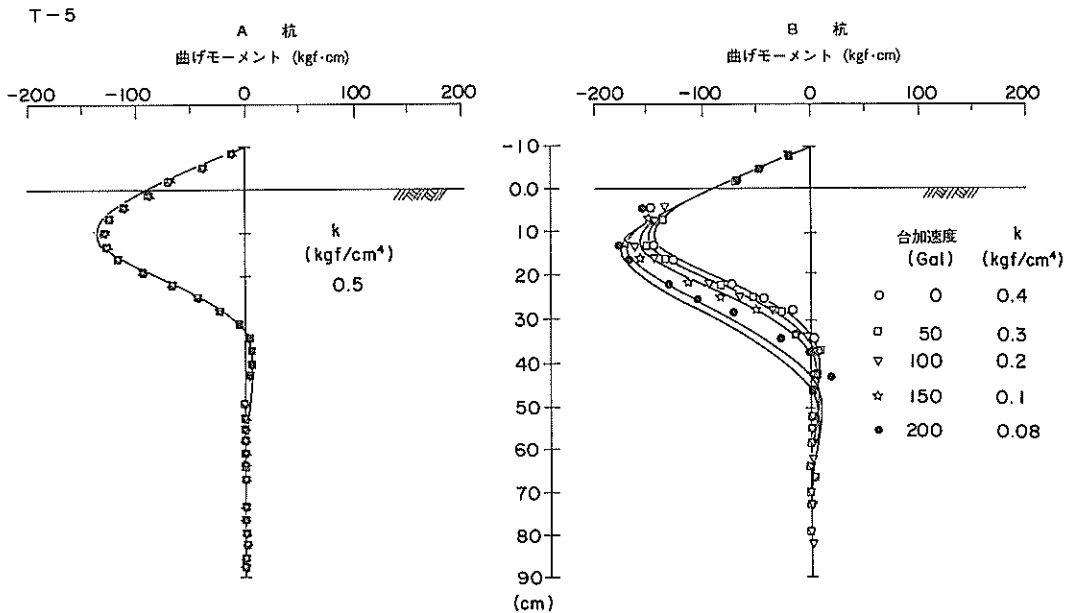 T-5
A 杭
曲げモーメント (kgf·cm)
-200 -100 0 100 200
k
(kgf/cm⁴)
0.5
B 杭
曲げモーメント (kgf·cm)
-200 -100 0 100 200
-10
0.0
10
20
30
40
50
60
70
80
90
(cm)
台加速度 k
(Gal) (kgf/cm⁴)
○ 0 0.4
□ 50 0.3
▽ 100 0.2
☆ 150 0.1
● 200 0.08